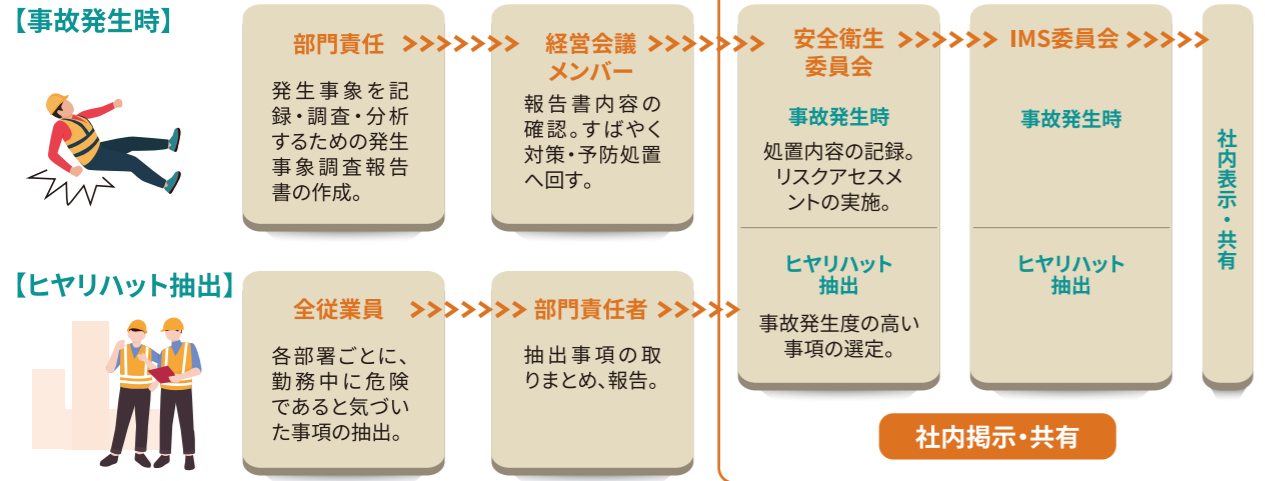 【事故発生時】
部門責任
発生事象を記
録・調査・分析
するための発生
事象調査報告
書の作成。
経営会議
メンバー
報告書内容の
確認。すばやく
対策・予防処置
へ回す。
安全衛生
委員会
事故発生時
処置内容の記録。
リスクアセスメ
ントの実施。
ヒヤリハット
抽出
事故発生度の高い
事項の選定。
IMS委員会
事故発生時
ヒヤリハット
抽出
社内表示・共有
【ヒヤリハット抽出】
全従業員
各部署ごとに、
勤務中に危険
であると気づい
た事項の抽出。
部門責任者
抽出事項の取
りまとめ、報告。
社内掲示・共有